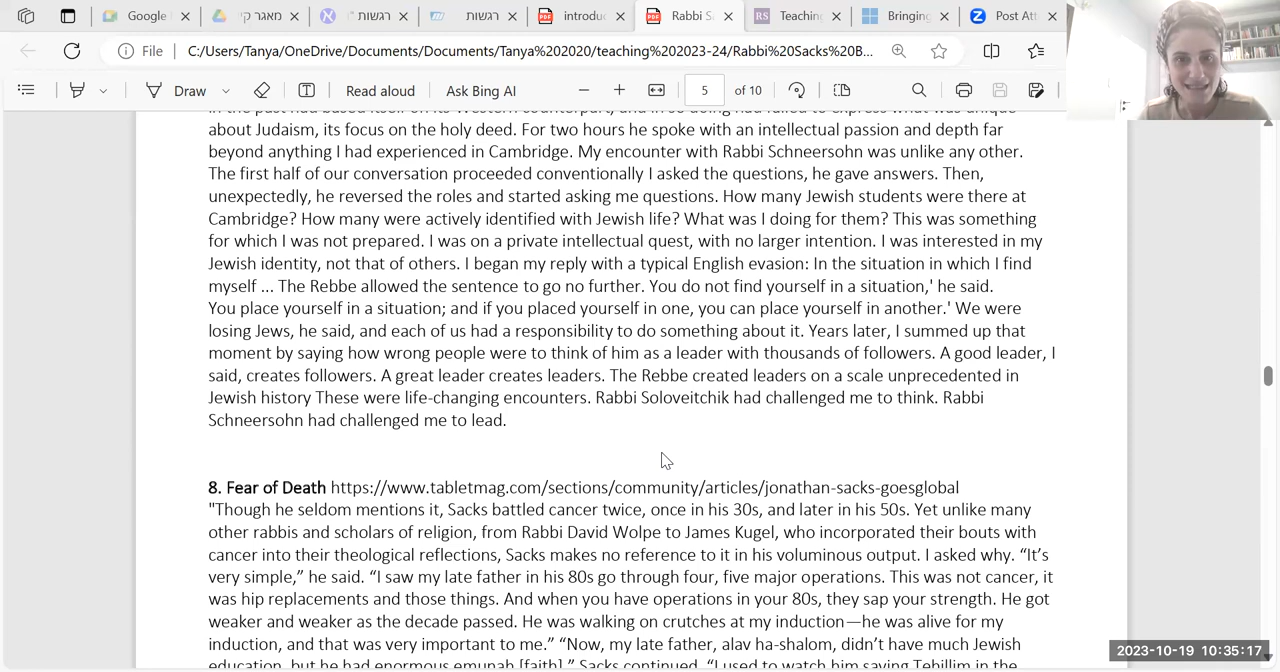 Google
מאגר קי
רגשות "ו
רגשות
introduc
Rabbi S
Teaching
Bringing
Post Att
File
C:/Users/Tanya/OneDrive/Documents/Documents/Tanya%202020/teaching%202023-24/Rabbi%20Sacks%20B...
Draw
Read aloud
Ask Bing AI
5
of 10
about Judaism, its focus on the holy deed. For two hours he spoke with an intellectual passion and depth far
beyond anything I had experienced in Cambridge. My encounter with Rabbi Schneersohn was unlike any other.
The first half of our conversation proceeded conventionally I asked the questions, he gave answers. Then,
unexpectedly, he reversed the roles and started asking me questions. How many Jewish students were there at
Cambridge? How many were actively identified with Jewish life? What was I doing for them? This was something
for which I was not prepared. I was on a private intellectual quest, with no larger intention. I was interested in my
Jewish identity, not that of others. I began my reply with a typical English evasion: In the situation in which I find
myself ... The Rebbe allowed the sentence to go no further. You do not find yourself in a situation,' he said.
You place yourself in a situation; and if you placed yourself in one, you can place yourself in another.' We were
losing Jews, he said, and each of us had a responsibility to do something about it. Years later, I summed up that
moment by saying how wrong people were to think of him as a leader with thousands of followers. A good leader, I
said, creates followers. A great leader creates leaders. The Rebbe created leaders on a scale unprecedented in
Jewish history These were life-changing encounters. Rabbi Soloveitchik had challenged me to think. Rabbi
Schneersohn had challenged me to lead.
8. Fear of Death https://www.tabletmag.com/sections/community/articles/jonathan-sacks-goesglobal
"Though he seldom mentions it, Sacks battled cancer twice, once in his 30s, and later in his 50s. Yet unlike many
other rabbis and scholars of religion, from Rabbi David Wolpe to James Kugel, who incorporated their bouts with
cancer into their theological reflections, Sacks makes no reference to it in his voluminous output. I asked why. “It’s
very simple,” he said. “I saw my late father in his 80s go through four, five major operations. This was not cancer, it
was hip replacements and those things. And when you have operations in your 80s, they sap your strength. He got
weaker and weaker as the decade passed. He was walking on crutches at my induction—he was alive for my
induction, and that was very important to me.” “Now, my late father, alav ha-shalom, didn’t have much Jewish
education, but he had enormous [faith],” Sacks continued. “I used to watch him saying Tehillim in the
2023-10-19 10:35:17